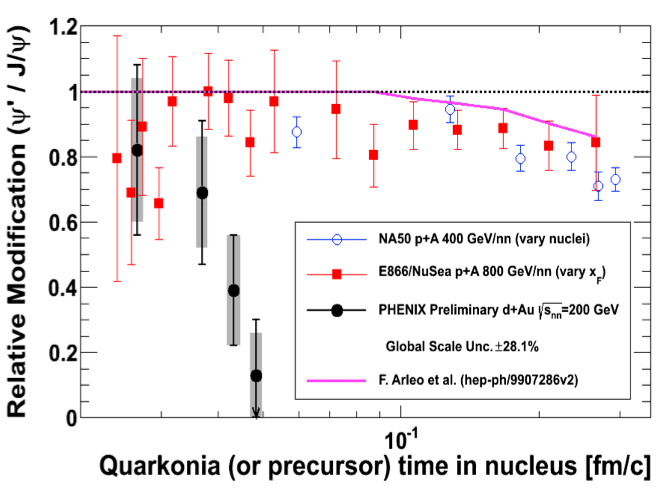 Relative Modification (ψ' / J/ψ)
1.2
1
0.8
0.6
0.4
0.2
0
NA50 p+A 400 GeV/nn (vary nuclei)
E866/NuSea p+A 800 GeV/nn (vary x_F)
PHENIX Preliminary d+Au √s_nn=200 GeV
Global Scale Unc. ±28.1%
F. Arleo et al. (hep-ph/9907286v2)
10⁻¹
Quarkonia (or precursor) time in nucleus [fm/c]